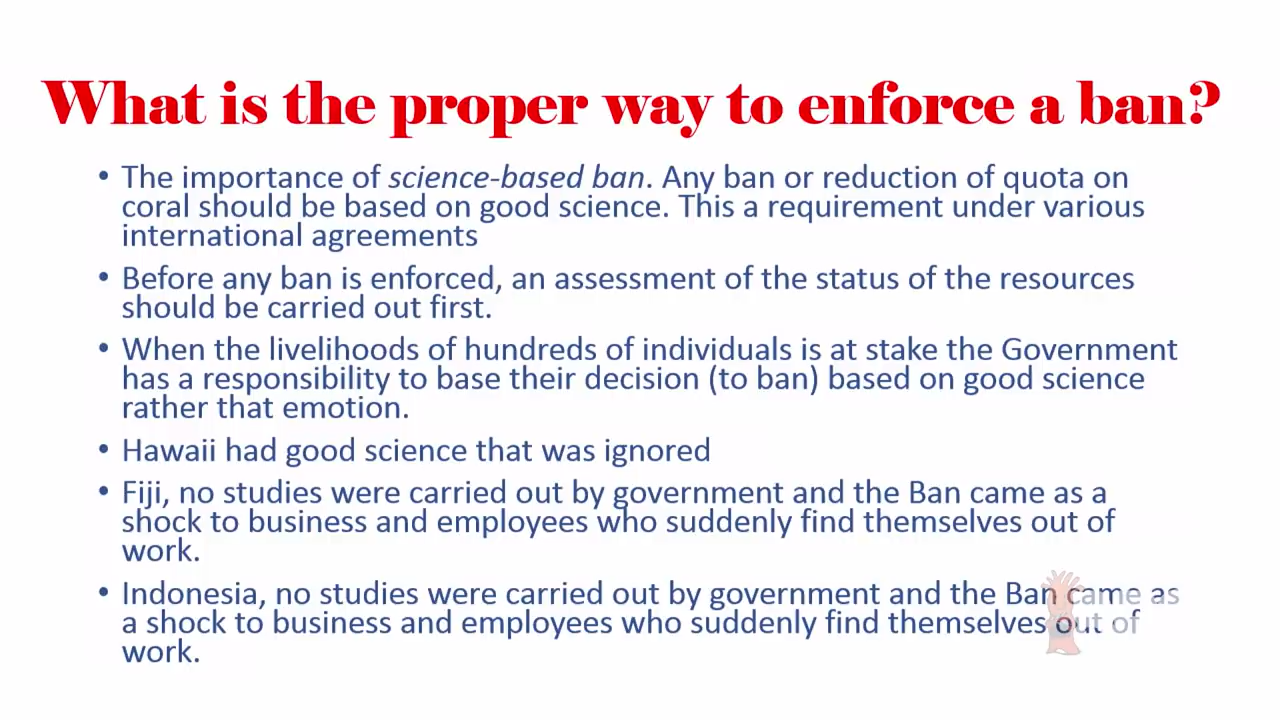 What is the proper way to enforce a ban?
• The importance of science-based ban. Any ban or reduction of quota on
coral should be based on good science. This a requirement under various
international agreements
• Before any ban is enforced, an assessment of the status of the resources
should be carried out first.
• When the livelihoods of hundreds of individuals is at stake the Government
has a responsibility to base their decision (to ban) based on good science
rather that emotion.
• Hawaii had good science that was ignored
• Fiji, no studies were carried out by government and the Ban came as a
shock to business and employees who suddenly find themselves out of
work.
• Indonesia, no studies were carried out by government and the Ban came as
a shock to business and employees who suddenly find themselves out of
work.